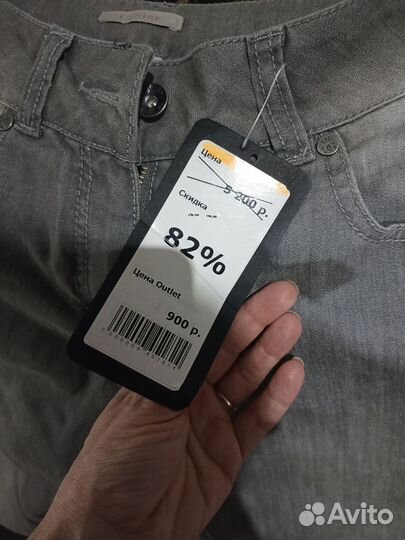 Цена
5 200 р.
Скидка
82%
Цена Outlet
900 р.
Avito